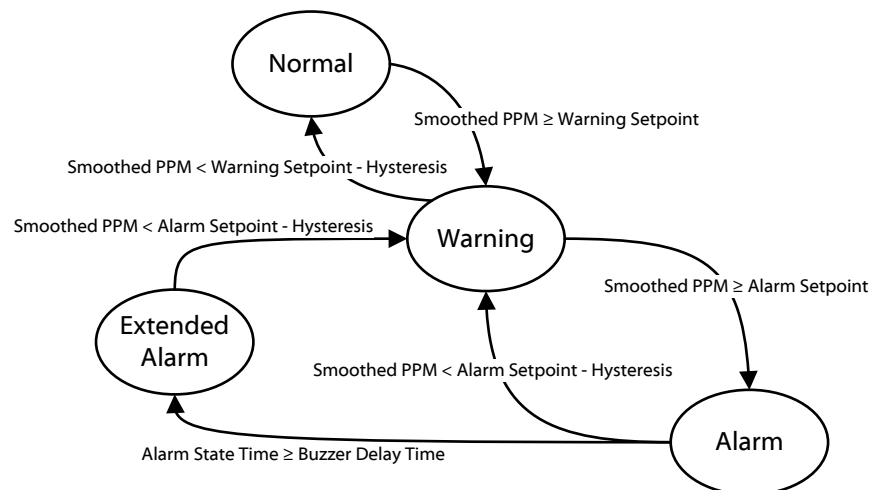 Normal
Smoothed PPM ≥ Warning Setpoint
Smoothed PPM < Warning Setpoint - Hysteresis
Smoothed PPM < Alarm Setpoint - Hysteresis
Warning
Smoothed PPM ≥ Alarm Setpoint
Extended
Alarm
Smoothed PPM < Alarm Setpoint - Hysteresis
Alarm
Alarm State Time ≥ Buzzer Delay Time